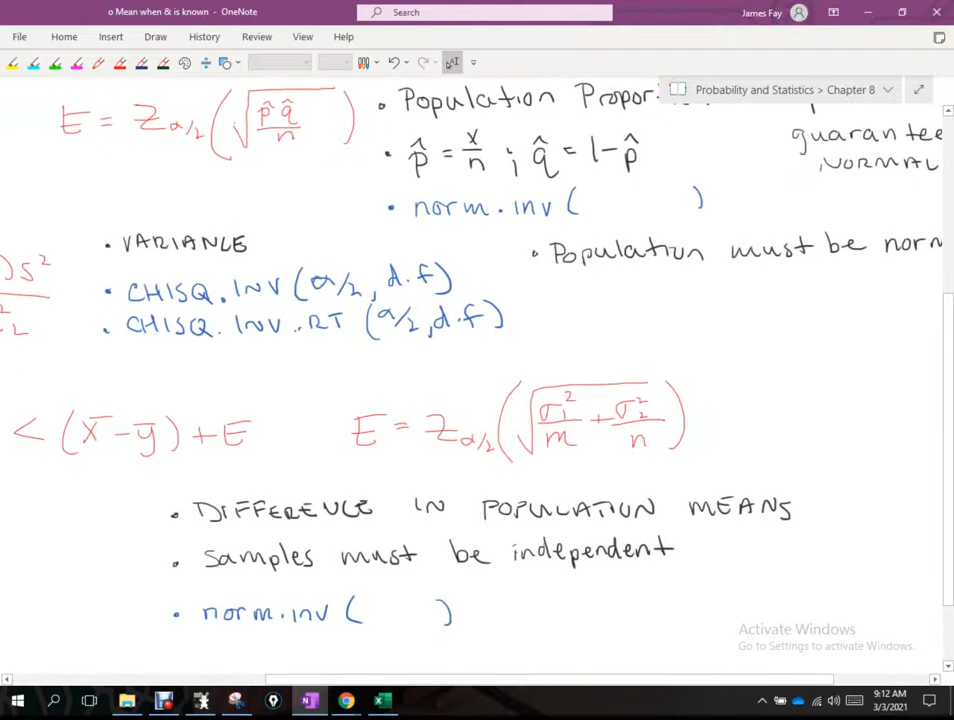 o Mean when & is known - OneNote
Search
James Fay
File Home Insert Draw History Review View Help
Probability and Statistics > Chapter 8
E = Zα/2 (√(p̂ q̂ / n))
• Population Propor
guarantee
NORMAL
• p̂ = x/n ; q̂ = 1 - p̂
• norm.inv ( )
• VARIANCE
• Population must be norm
)S²
• CHISQ.INV (α/2, d.f)
• CHISQ.INV.RT (α/2, d.f)
< (x̄ - ȳ) + E
E = Zα/2 (√(σ₁²/m + σ₂²/n))
• DIFFERENCE IN POPULATION MEANS
• samples must be independent
• norm.inv ( )
Activate Windows
Go to Settings to activate Windows.
9:12 AM
3/3/2021